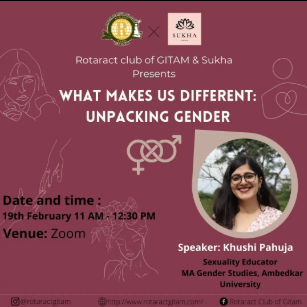 SUKHA
Rotaract club of GITAM & Sukha
Presents
WHAT MAKES US DIFFERENT:
UNPACKING GENDER
Date and time :
19th February 11 AM - 12:30 PM
Venue: Zoom
Speaker: Khushi Pahuja
Sexuality Educator
MA Gender Studies, Ambedkar
University
@rotaractgitam
http://www.rotaractgitam.com/
Rotaract Club of Gitam